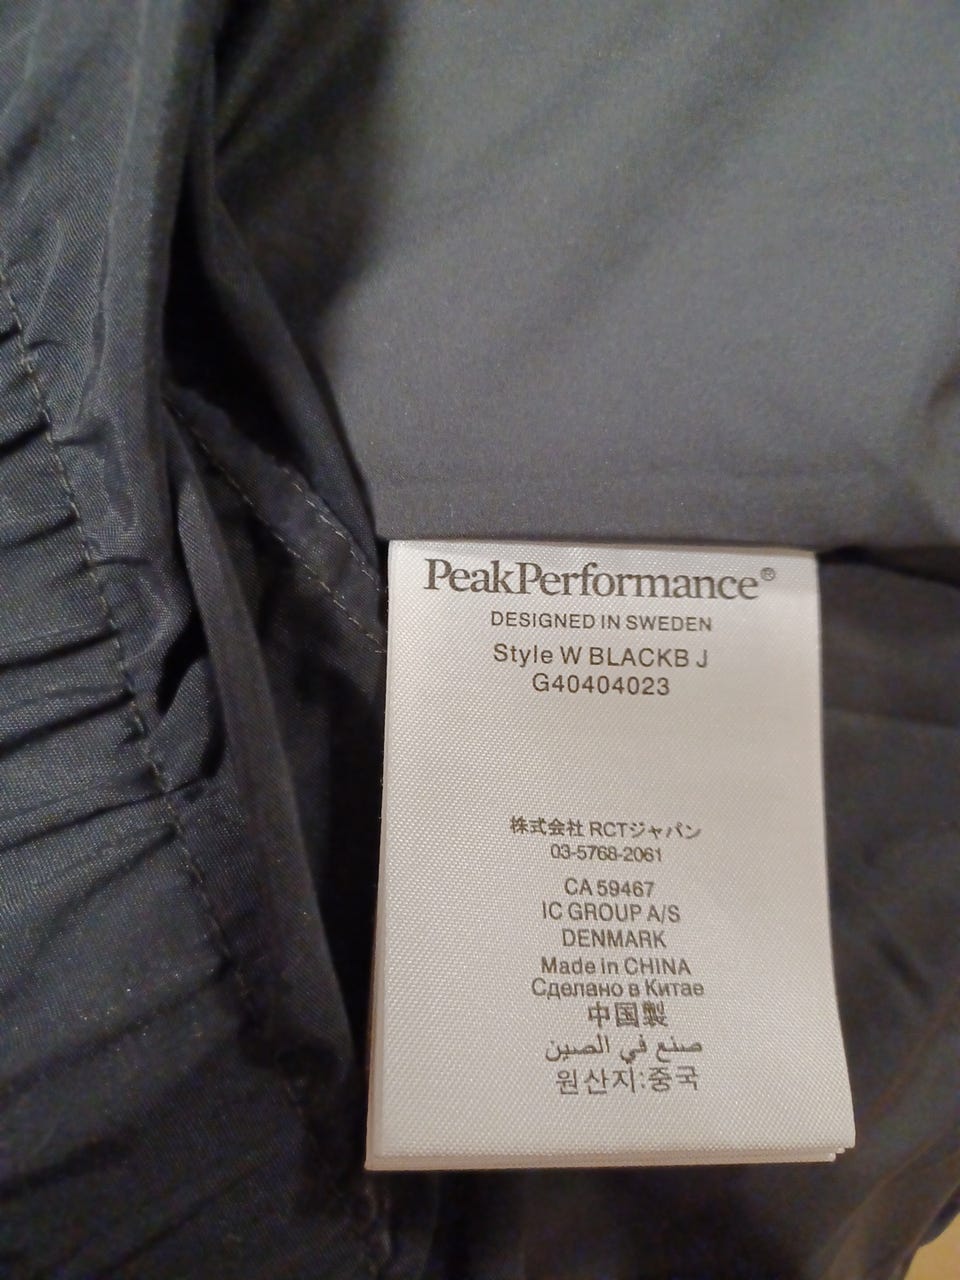 PeakPerformance®
DESIGNED IN SWEDEN
Style W BLACKB J
G40404023
株式会社 RCTジャパン
03-5768-2061
CA 59467
IC GROUP A/S
DENMARK
Made in CHINA
Сделано в Китае
中国製
صنع في الصين
원산지:중국